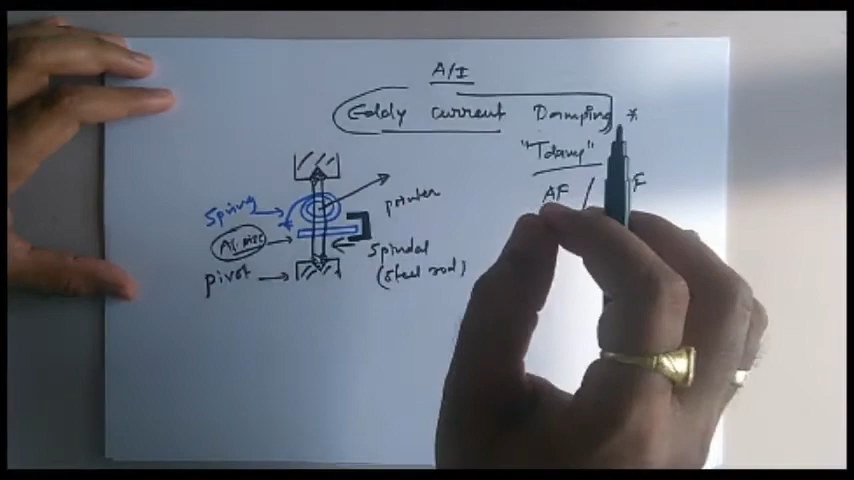 A/I
Eddy current Damping *
"Tdamp"
AF / F
pointer
Spring
Al. Disc
Spindal
(steel rod)
pivot